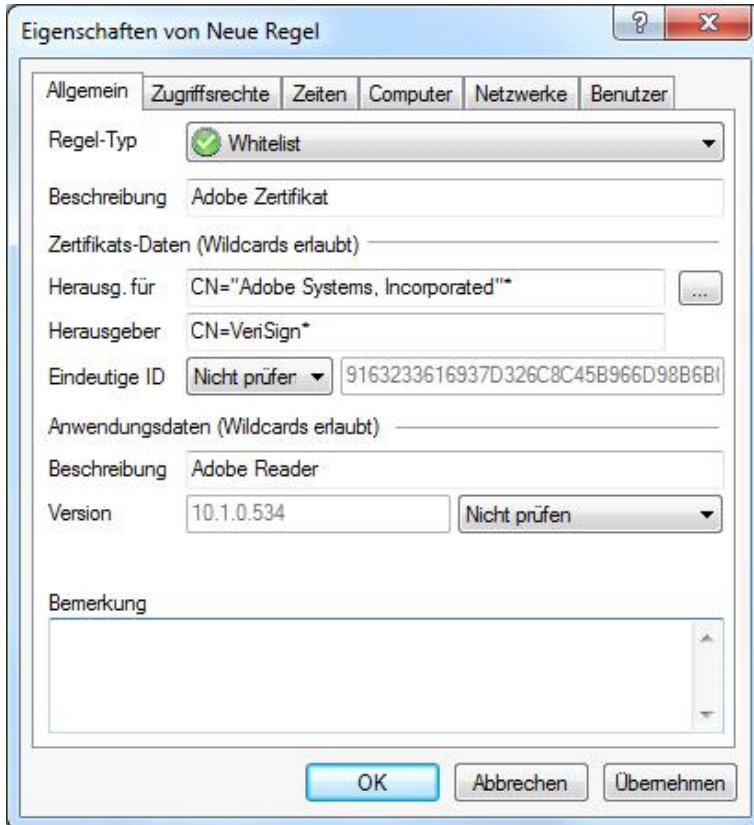 Eigenschaften von Neue Regel
Allgemein Zugriffsrechte Zeiten Computer Netzwerke Benutzer
Regel-Typ Whitelist
Beschreibung Adobe Zertifikat
Zertifikats-Daten (Wildcards erlaubt)
Herausg. für CN="Adobe Systems, Incorporated"* ...
Herausgeber CN=VeriSign*
Eindeutige ID Nicht prüfen
Anwendungsdaten (Wildcards erlaubt)
Beschreibung Adobe Reader
Version 10.1.0.534 Nicht prüfen
Bemerkung
OK Abbrechen Übernehmen